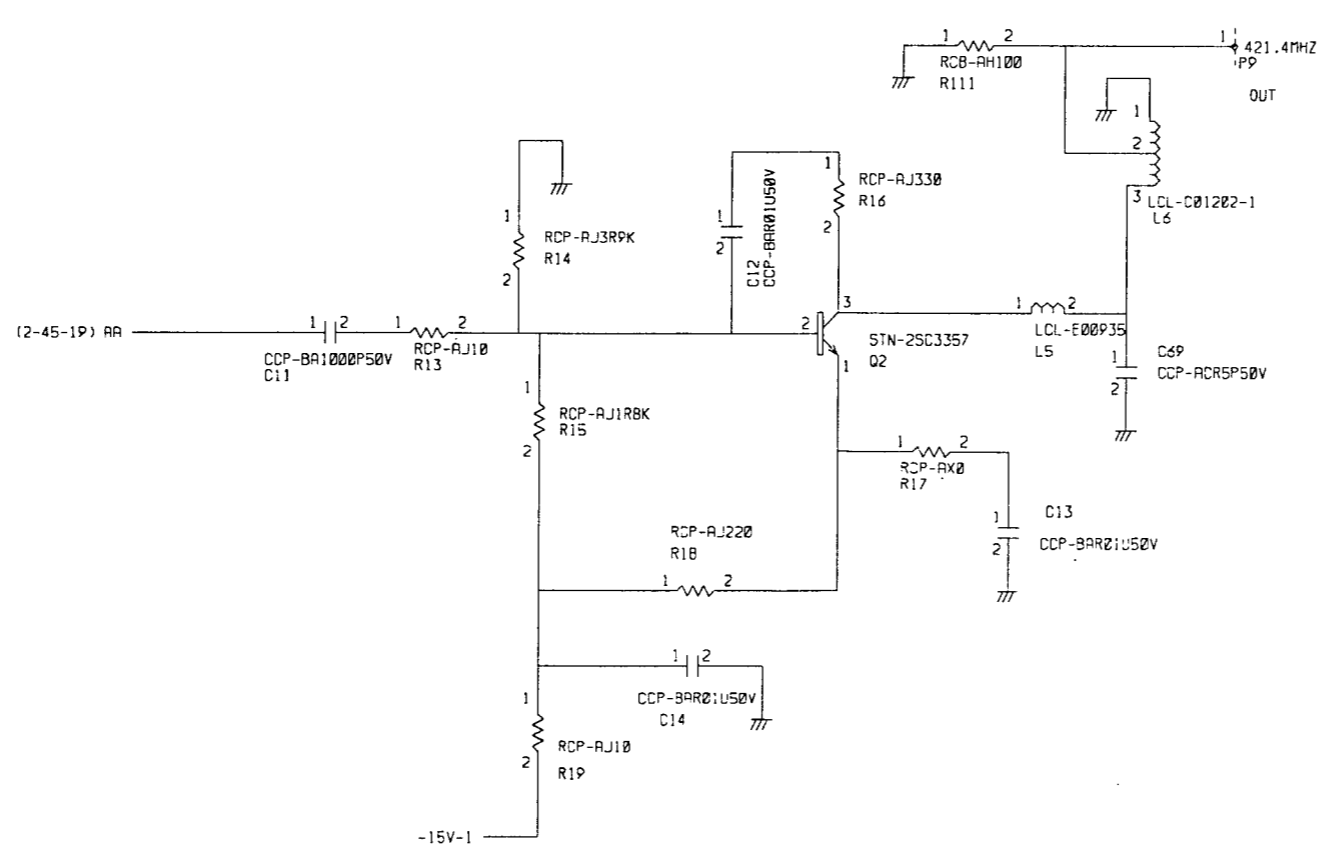 1 2
RCB-AH100
R111
1
421.4MHZ
P9
OUT
1
2
3
LCL-C01202-1
L6
1
RCP-AJ330
R16
2
1
2
C12
CCP-BAR01U50V
1
RCP-AJ3R9K
R14
2
(2-45-19) AA
1 2
CCP-BA1000P50V
C11
1 2
RCP-AJ10
R13
2
3
1
STN-2SC3357
Q2
1 2
LCL-E00935
L5
C69
1
CCP-ACR5P50V
2
1
RCP-AJ1R8K
R15
2
1 2
RCP-AX0
R17
C13
1
2
CCP-BAR01U50V
RCP-AJ220
R18
1 2
1 2
CCP-BAR01U50V
C14
1
RCP-AJ10
2
R19
-15V-1